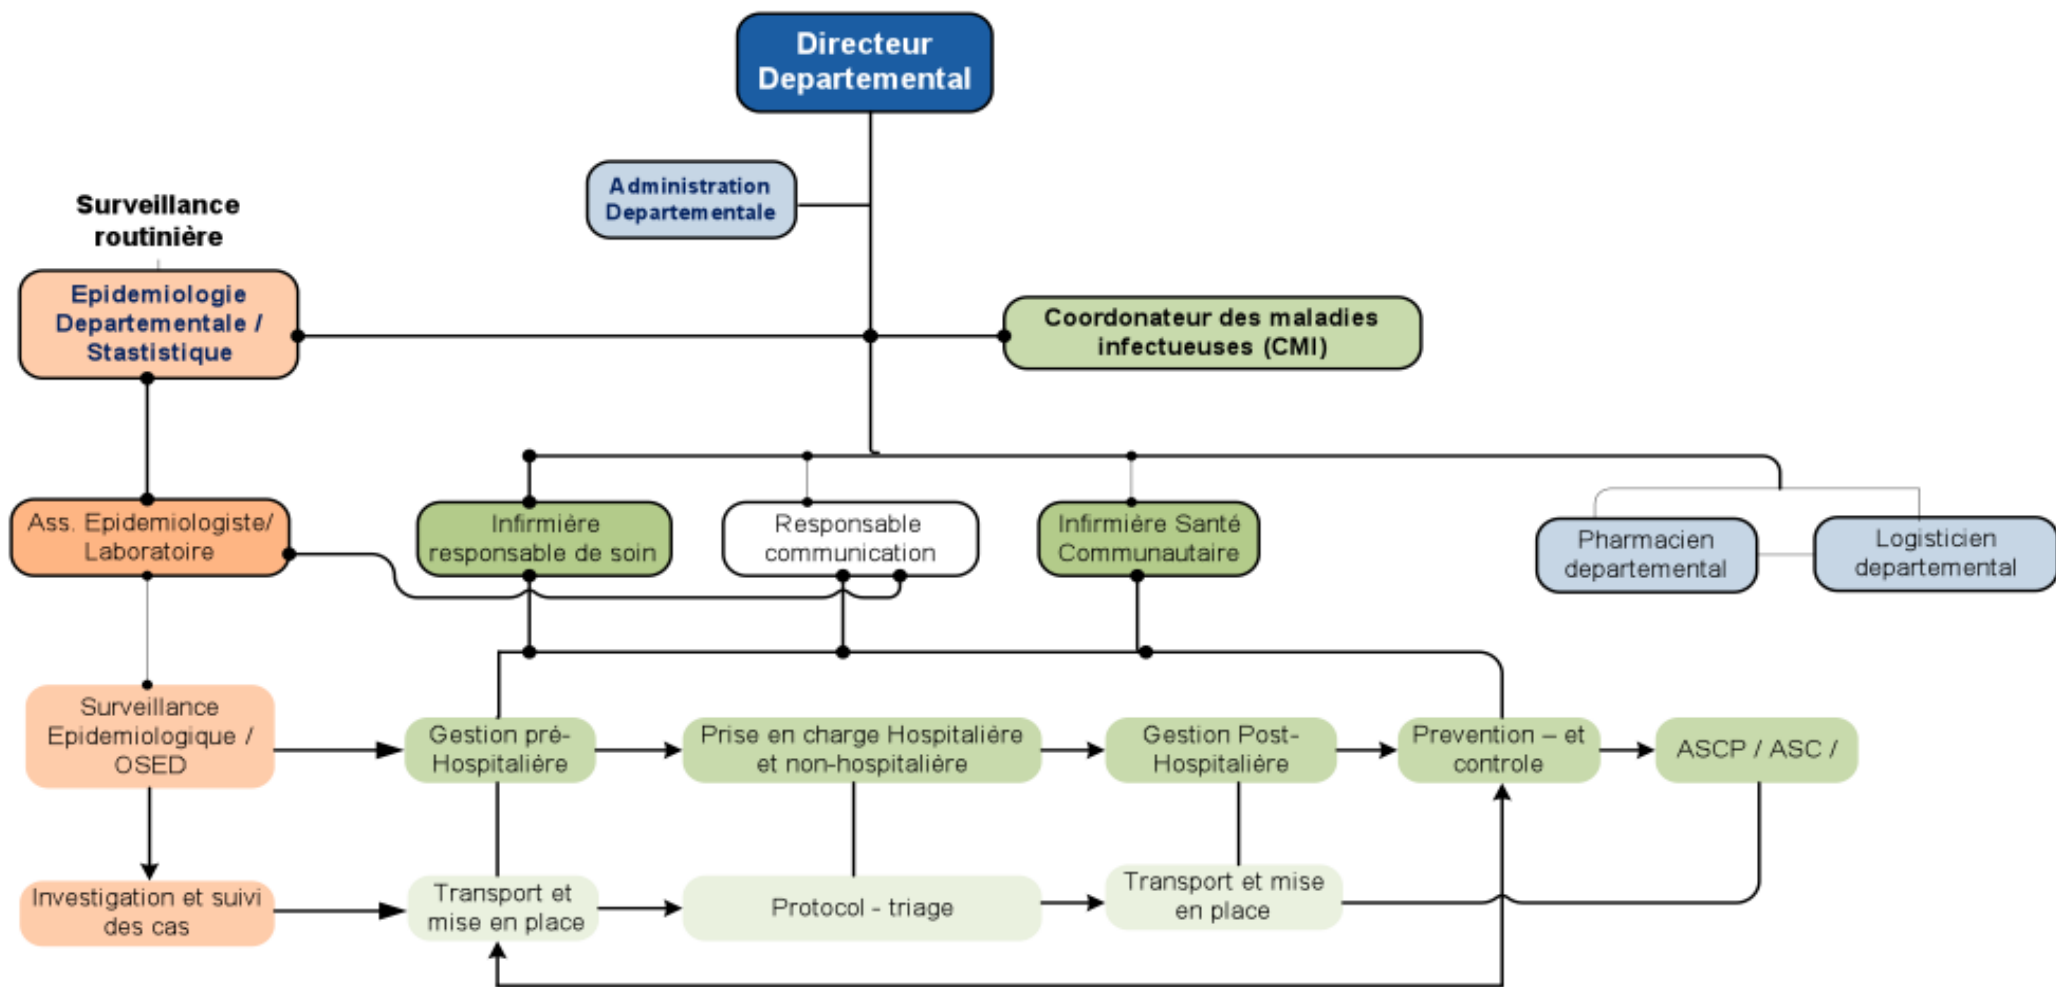 Directeur
Departemental
Administration
Departementale
Surveillance
routinière
Epidemiologie
Departementale /
Stastistique
Coordonateur des maladies
infectueuses (CMI)
Ass. Epidemiologiste/
Laboratoire
Infirmière
responsable de soin
Responsable
communication
Infirmière Santé
Communautaire
Pharmacien
departemental
Logisticien
departemental
Surveillance
Epidemiologique /
OSED
Gestion pré-
Hospitalière
Prise en charge Hospitalière
et non-hospitalière
Gestion Post-
Hospitalière
Prevention – et
controle
ASCP / ASC /
Investigation et suivi
des cas
Transport et
mise en place
Protocol - triage
Transport et mise
en place